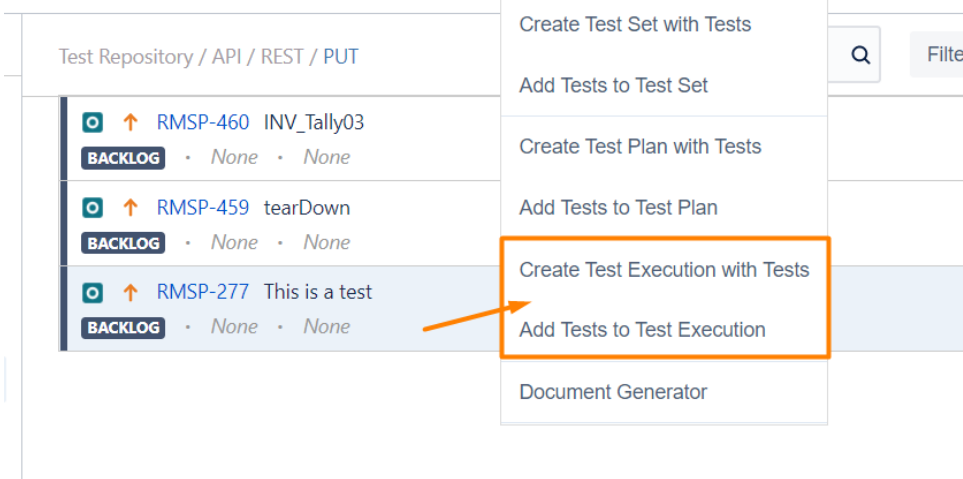 Test Repository / API / REST / PUT
Filte
RMSP-460 INV_Tally03
BACKLOG • None • None
RMSP-459 tearDown
BACKLOG • None • None
RMSP-277 This is a test
BACKLOG • None • None
Create Test Set with Tests
Add Tests to Test Set
Create Test Plan with Tests
Add Tests to Test Plan
Create Test Execution with Tests
Add Tests to Test Execution
Document Generator